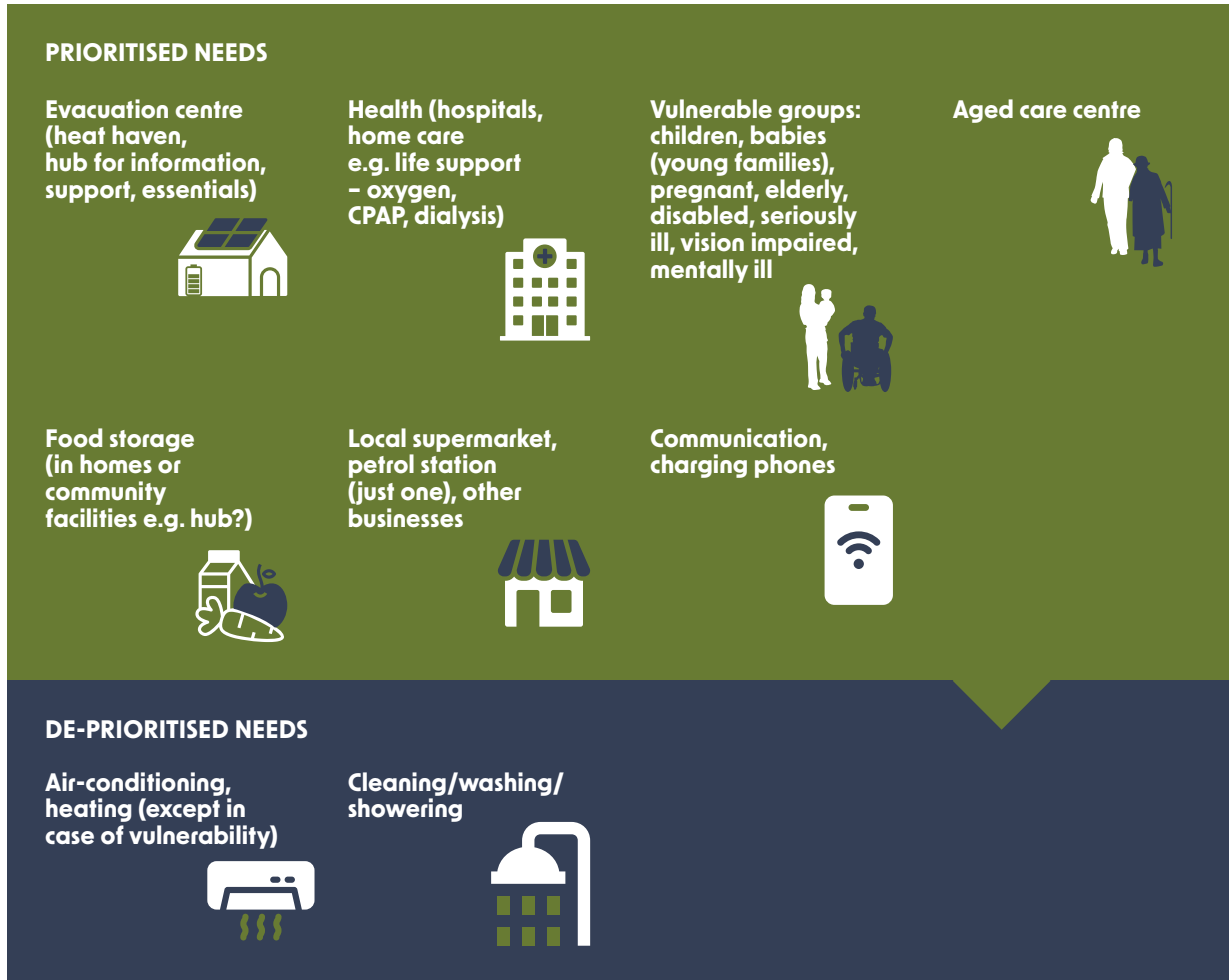 PRIORITISED NEEDS
Evacuation centre
(heat haven,
hub for information,
support, essentials)
Health (hospitals,
home care
e.g. life support
– oxygen,
CPAP, dialysis)
Vulnerable groups:
children, babies
(young families),
pregnant, elderly,
disabled, seriously
ill, vision impaired,
mentally ill
Aged care centre
Food storage
(in homes or
community
facilities e.g. hub?)
Local supermarket,
petrol station
(just one), other
businesses
Communication,
charging phones
DE-PRIORITISED NEEDS
Air-conditioning,
heating (except in
case of vulnerability)
Cleaning/washing/
showering